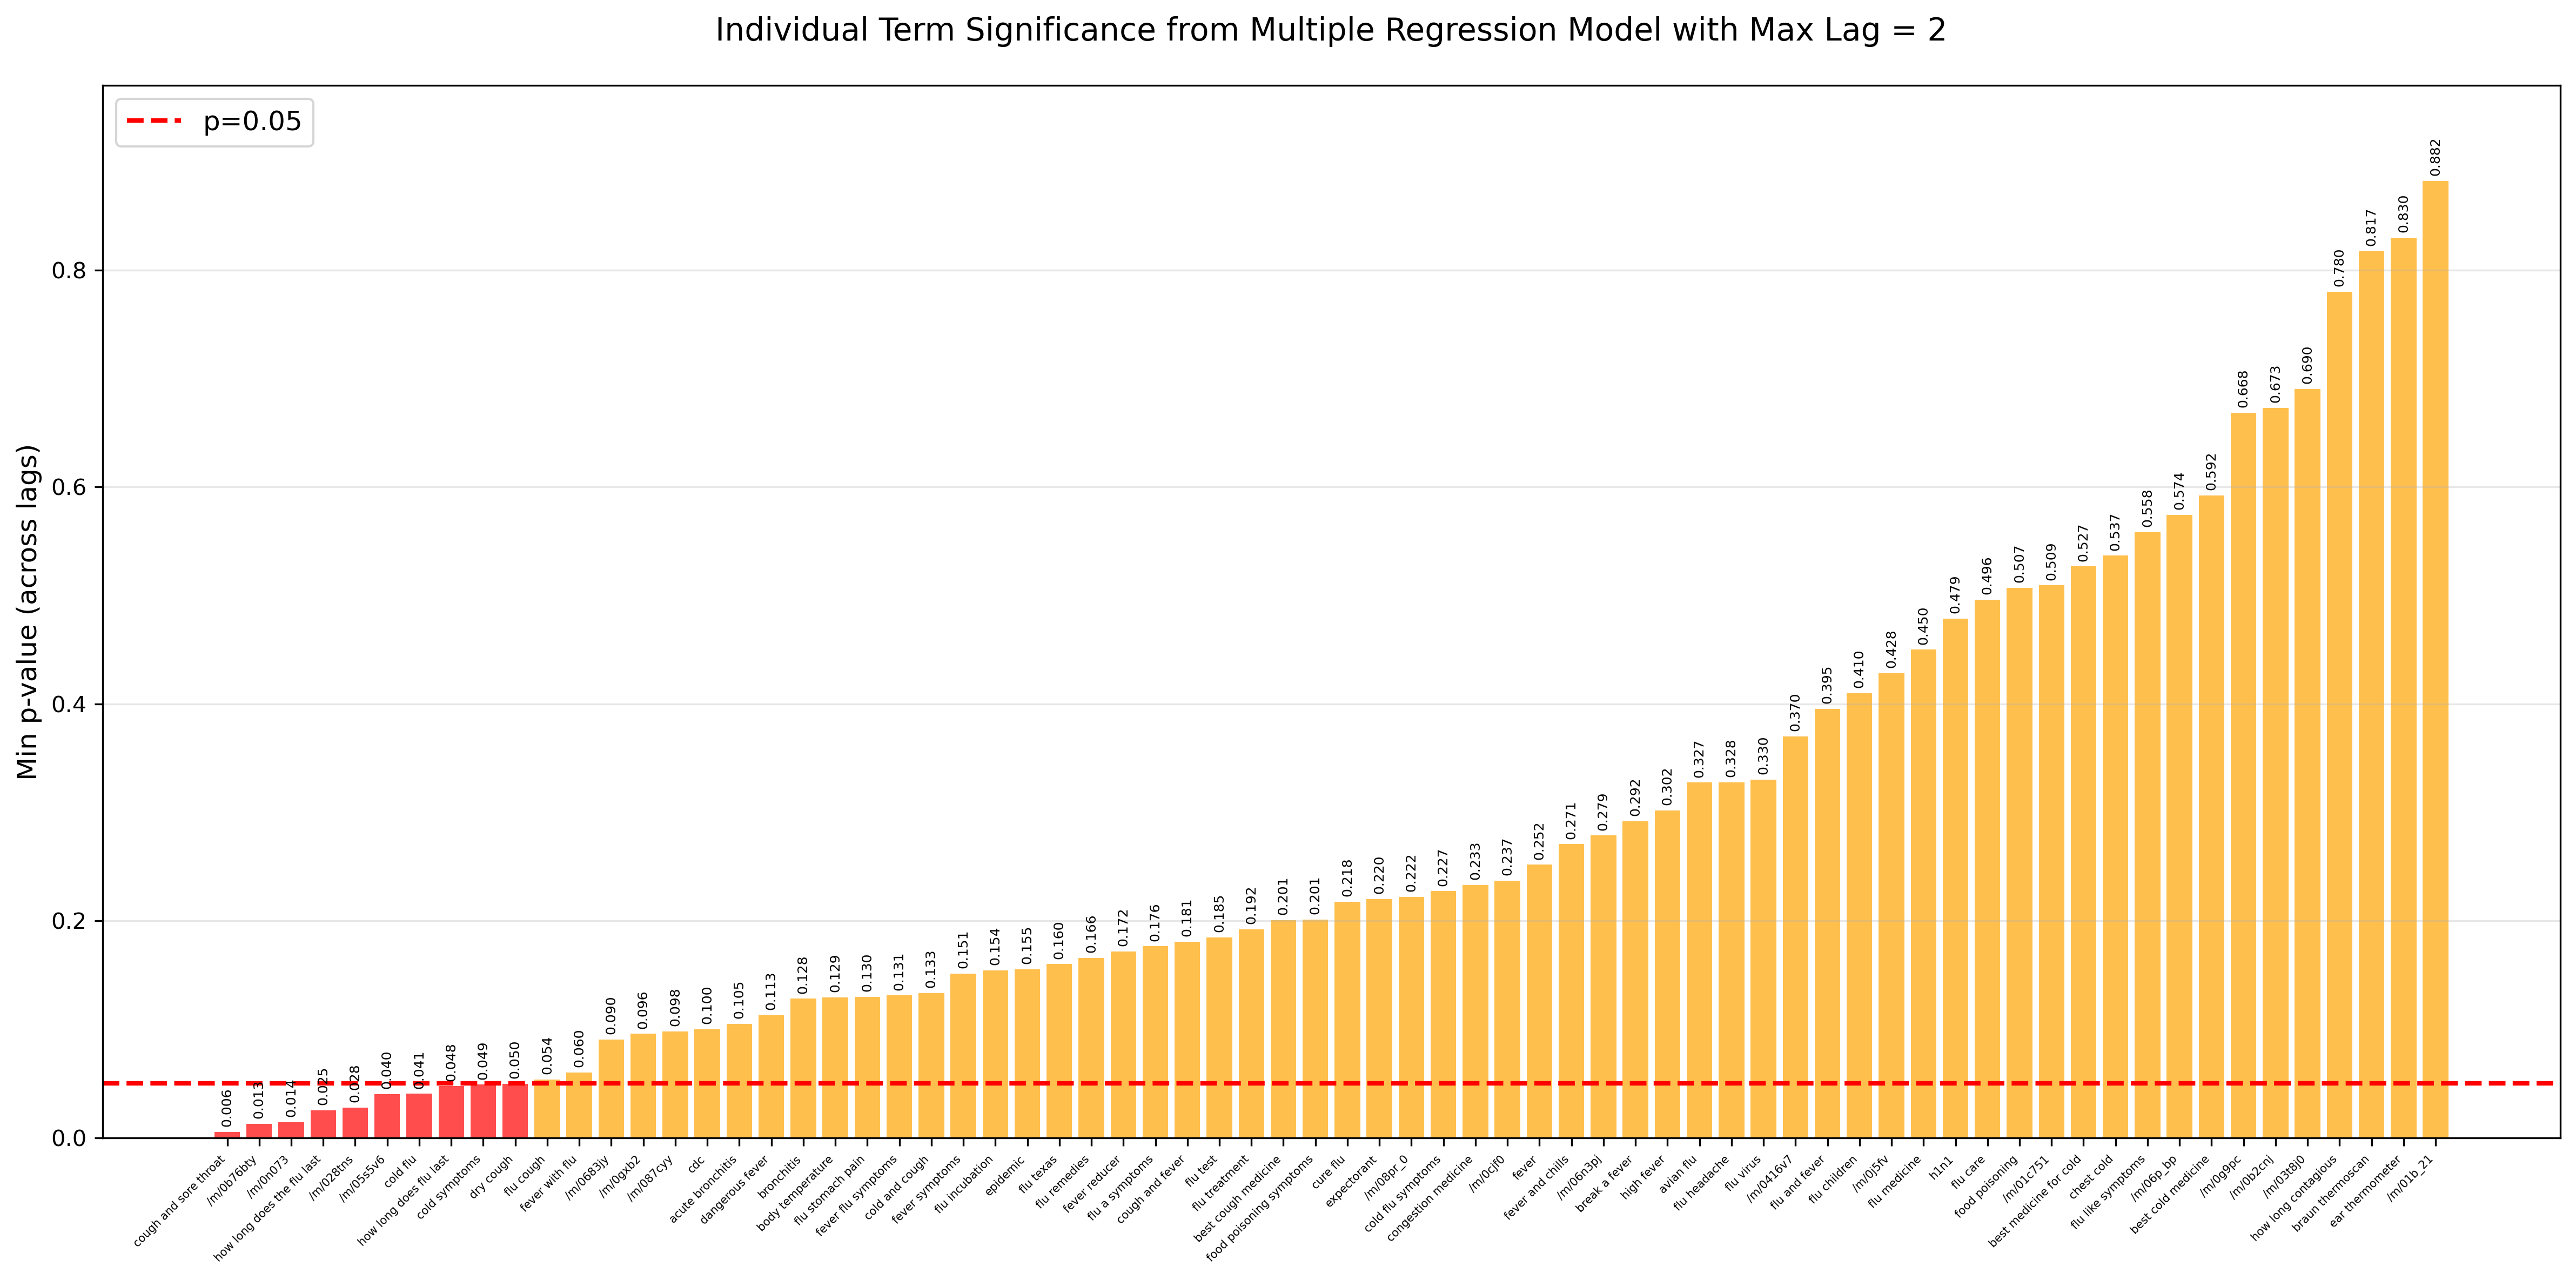 Individual Term Significance from Multiple Regression Model with Max Lag = 2
p=0.05
Min p-value (across lags)
0.8
0.6
0.4
0.2
0.0
0.006
0.013
0.014
0.025
0.028
0.040
0.041
0.048
0.049
0.050
0.054
0.060
0.090
0.096
0.098
0.100
0.105
0.113
0.128
0.129
0.130
0.131
0.133
0.151
0.154
0.155
0.160
0.166
0.172
0.176
0.181
0.185
0.192
0.201
0.201
0.218
0.220
0.222
0.227
0.233
0.237
0.252
0.271
0.279
0.292
0.302
0.327
0.328
0.330
0.370
0.395
0.410
0.428
0.450
0.479
0.496
0.507
0.509
0.527
0.537
0.558
0.574
0.592
0.668
0.673
0.690
0.780
0.817
0.830
0.882
cough and sore throat
/m/0b76bty
/m/0n073
how long does the flu last
/m/028tns
/m/05s5v6
cold flu
how long does flu last
cold symptoms
dry cough
flu cough
fever with flu
/m/0683jy
/m/0gxb2
/m/087cyy
cdc
acute bronchitis
dangerous fever
bronchitis
body temperature
flu stomach pain
fever flu symptoms
cold and cough
fever symptoms
flu incubation
epidemic
flu texas
flu remedies
fever reducer
flu a symptoms
cough and fever
flu test
flu treatment
best cough medicine
food poisoning symptoms
cure flu
expectorant
/m/08pr_0
cold flu symptoms
congestion medicine
/m/0cjf0
fever
fever and chills
/m/06n3pj
break a fever
high fever
avian flu
flu headache
flu virus
/m/0416v7
flu and fever
flu children
/m/0j5fv
flu medicine
h1n1
flu care
food poisoning
/m/01c751
best medicine for cold
chest cold
flu like symptoms
/m/06p_bp
best cold medicine
/m/0g9pc
/m/0b2cnj
/m/03t8j0
how long contagious
braun thermoscan
ear thermometer
/m/01b_21